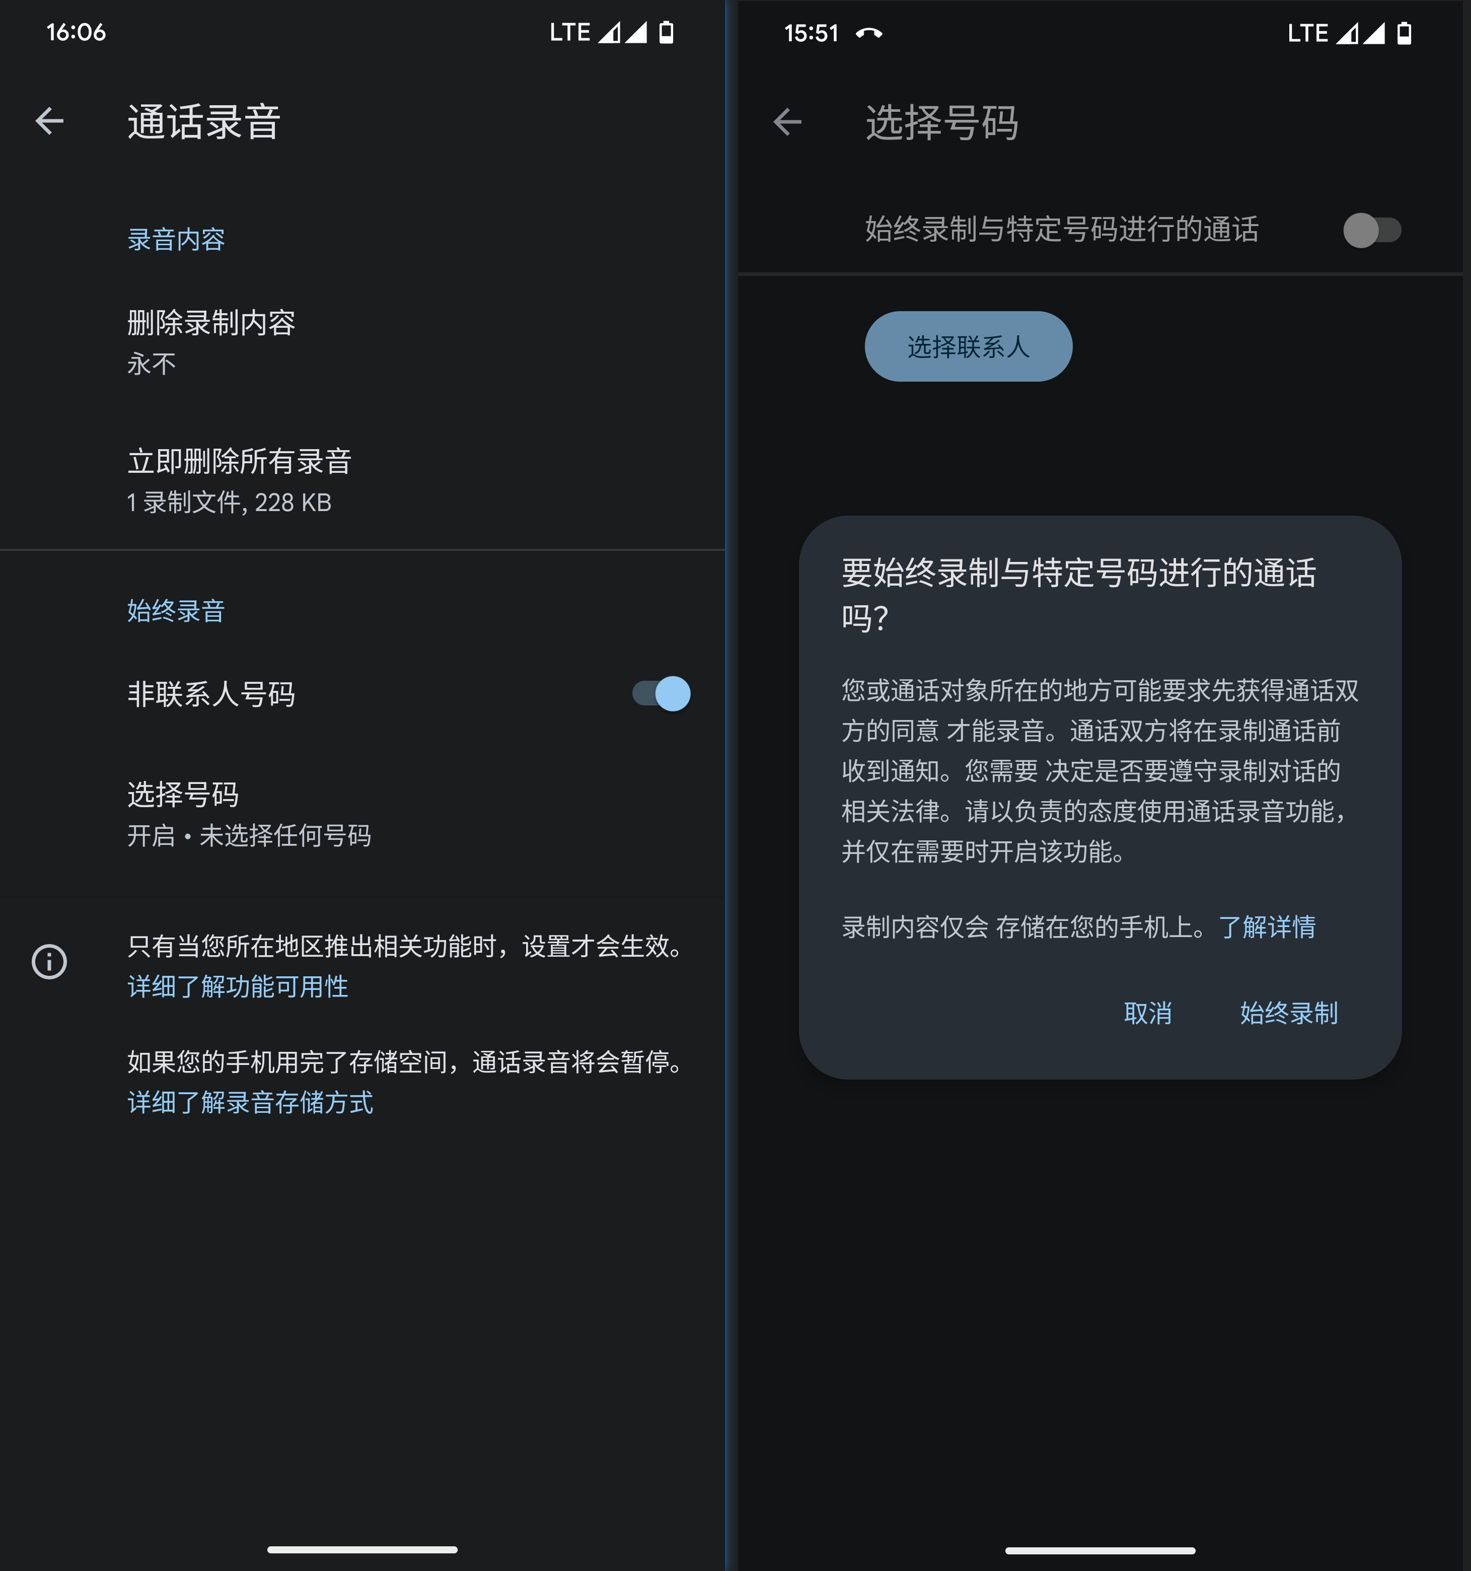 16:06
LTE
通话录音
录音内容
删除录制内容
永不
立即删除所有录音
1 录制文件, 228 KB
始终录音
非联系人号码
选择号码
开启 • 未选择任何号码
只有当您所在地区推出相关功能时，设置才会生效。
详细了解功能可用性
如果您的手机用完了存储空间，通话录音将会暂停。
详细了解录音存储方式
15:51
LTE
选择号码
始终录制与特定号码进行的通话
选择联系人
要始终录制与特定号码进行的通话
吗?
您或通话对象所在的地方可能要求先获得通话双
方的同意 才能录音。通话双方将在录制通话前
收到通知。您需要 决定是否要遵守录制对话的
相关法律。请以负责的态度使用通话录音功能，
并仅在需要时开启该功能。
录制内容仅会 存储在您的手机上。了解详情
取消
始终录制